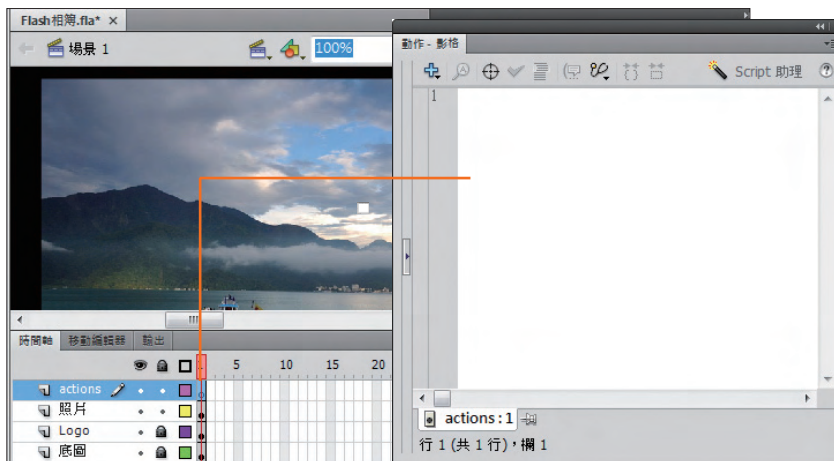 Flash相簿.fla* ×
場景 1
100%
時間軸 移動編輯器 輸出
5 10 15 20
actions
照片
Logo
底圖
動作 - 影格
Script 助理
1
actions : 1
行 1 (共 1 行)，欄 1